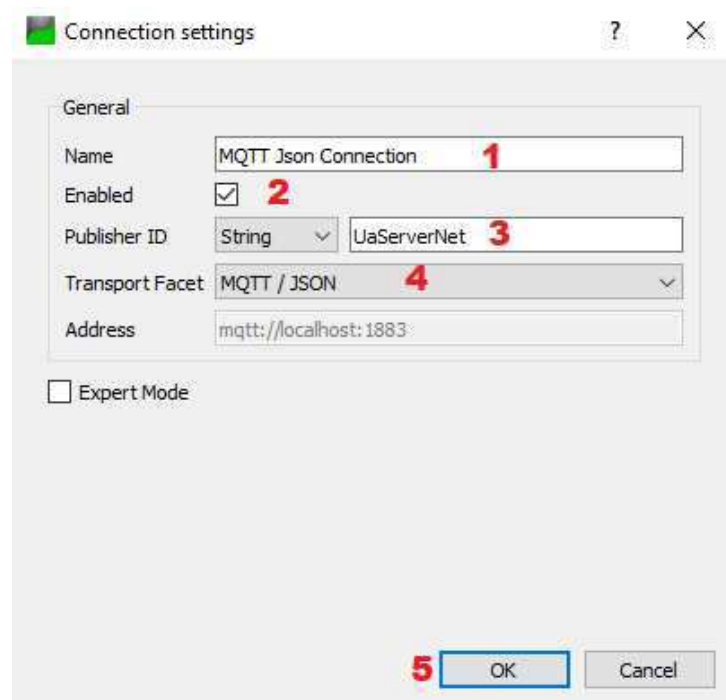 Connection settings ? ×
General
Name MQTT Json Connection 1
Enabled 2
Publisher ID String UaServerNet 3
Transport Facet MQTT / JSON 4
Address mqtt://localhost:1883
Expert Mode
5 OK Cancel